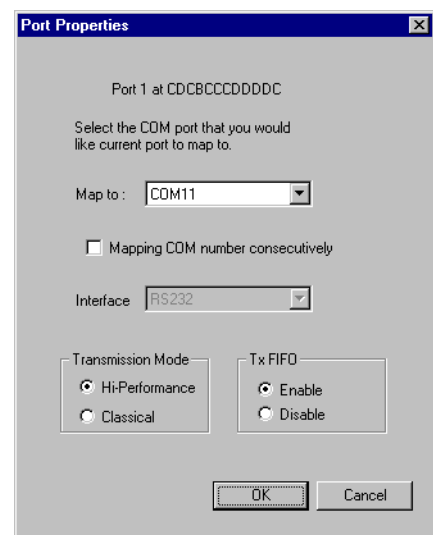 Port Properties
Port 1 at CDCBCCCDDDDC
Select the COM port that you would
like current port to map to.
Map to : COM11
Mapping COM number consecutively
Interface RS232
Transmission Mode
Hi-Performance
Classical
Tx FIFO
Enable
Disable
OK Cancel